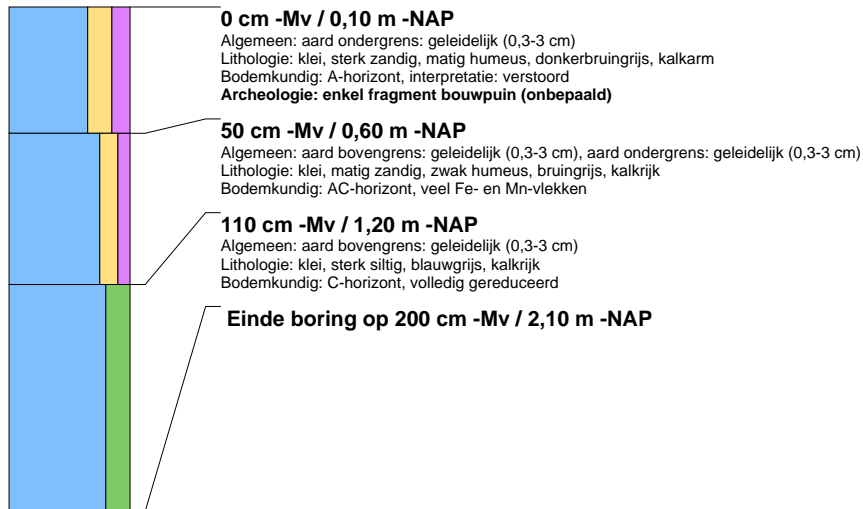 0 cm -Mv / 0,10 m -NAP
Algemeen: aard ondergrens: geleidelijk (0,3-3 cm)
Lithologie: klei, sterk zandig, matig humeus, donkerbruingrijs, kalkarm
Bodemkundig: A-horizont, interpretatie: verstoord
Archeologie: enkel fragment bouwpuin (onbepaald)
50 cm -Mv / 0,60 m -NAP
Algemeen: aard bovengrens: geleidelijk (0,3-3 cm), aard ondergrens: geleidelijk (0,3-3 cm)
Lithologie: klei, matig zandig, zwak humeus, bruingrijs, kalkrijk
Bodemkundig: AC-horizont, veel Fe- en Mn-vlekken
110 cm -Mv / 1,20 m -NAP
Algemeen: aard bovengrens: geleidelijk (0,3-3 cm)
Lithologie: klei, sterk siltig, blauwgrijs, kalkrijk
Bodemkundig: C-horizont, volledig gereduceerd
Einde boring op 200 cm -Mv / 2,10 m -NAP